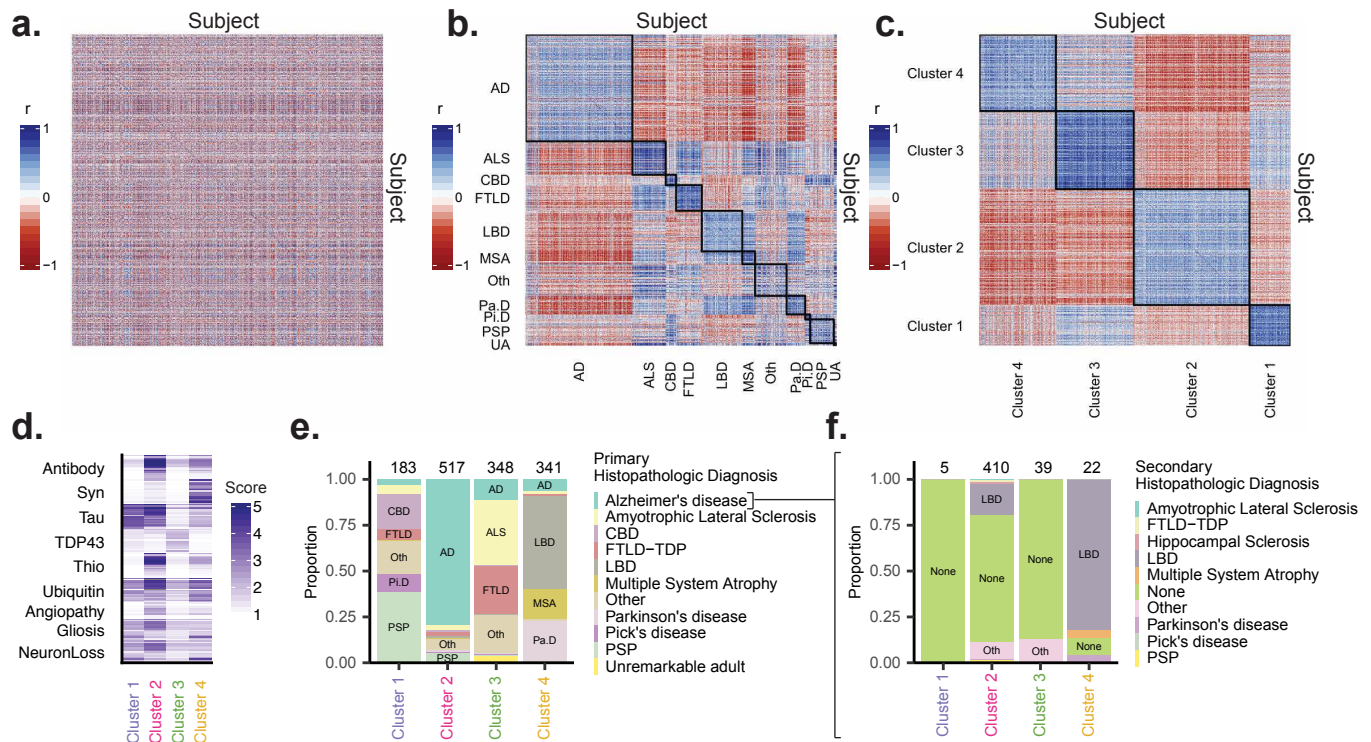 a.
Subject
r
1
0
−1
Subject
b.
Subject
r
1
0
−1
AD
ALS
CBD
FTLD
LBD
MSA
Oth
Pa.D
Pi.D
PSP
UA
AD
ALS
CBD
FTLD
LBD
MSA
Oth
Pa.D
Pi.D
PSP
UA
Subject
c.
Subject
r
1
0
−1
Cluster 4
Cluster 3
Cluster 2
Cluster 1
Cluster 4
Cluster 3
Cluster 2
Cluster 1
Subject
d.
Antibody
Syn
Tau
TDP43
Thio
Ubiquitin
Angiopathy
Gliosis
NeuronLoss
Score
5
4
3
2
1
Cluster 1
Cluster 2
Cluster 3
Cluster 4
e.
183 517 348 341
Proportion
1.00
0.75
0.50
0.25
0.00
CBD
FTLD
Oth
Pi.D
PSP
AD
Oth
PSP
AD
ALS
FTLD
Oth
AD
LBD
MSA
Pa.D
Cluster 1
Cluster 2
Cluster 3
Cluster 4
Primary
Histopathologic Diagnosis
Alzheimer's disease
Amyotrophic Lateral Sclerosis
CBD
FTLD−TDP
LBD
Multiple System Atrophy
Other
Parkinson's disease
Pick's disease
PSP
Unremarkable adult
f.
5 410 39 22
Proportion
1.00
0.75
0.50
0.25
0.00
None
LBD
None
Oth
None
Oth
LBD
None
Cluster 1
Cluster 2
Cluster 3
Cluster 4
Secondary
Histopathologic Diagnosis
Amyotrophic Lateral Sclerosis
FTLD−TDP
Hippocampal Sclerosis
LBD
Multiple System Atrophy
None
Other
Parkinson's disease
Pick's disease
PSP